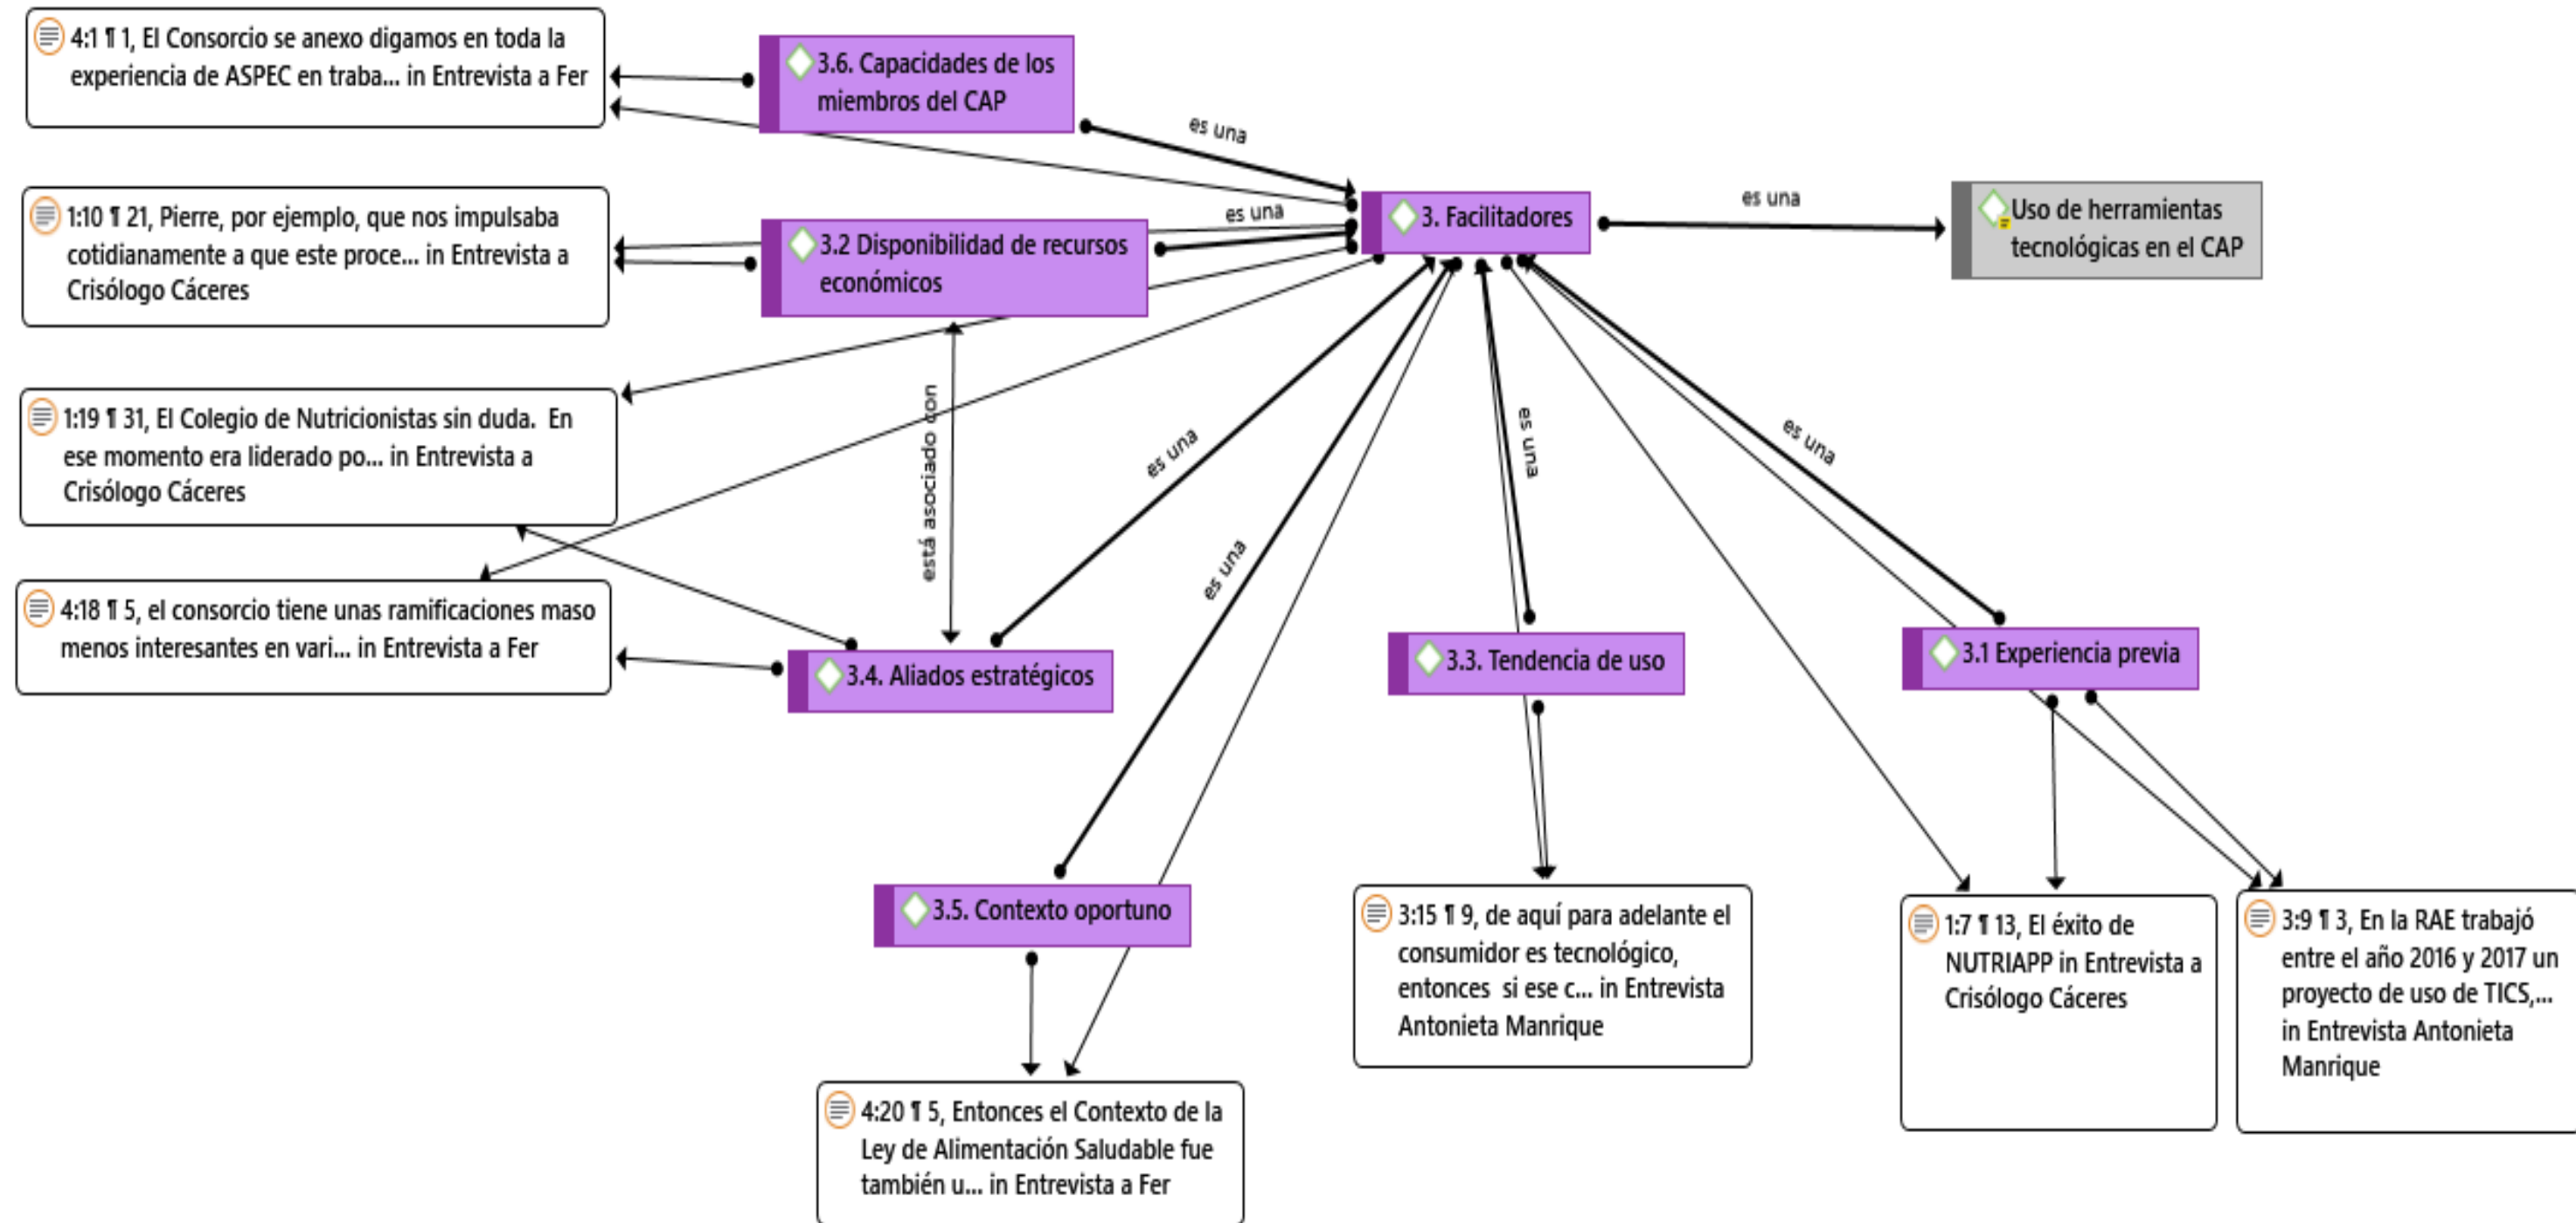 4:1 ¶ 1, El Consorcio se anexo digamos en toda la
experiencia de ASPEC en traba... in Entrevista a Fer
3.6. Capacidades de los
miembros del CAP
es una
1:10 ¶ 21, Pierre, por ejemplo, que nos impulsaba
cotidianamente a que este proce... in Entrevista a
Crisólogo Cáceres
3.2 Disponibilidad de recursos
económicos
es una
3. Facilitadores
es una
Uso de herramientas
tecnológicas en el CAP
1:19 ¶ 31, El Colegio de Nutricionistas sin duda.  En
ese momento era liderado po... in Entrevista a
Crisólogo Cáceres
está asociado con
es una
es una
es una
es una
4:18 ¶ 5, el consorcio tiene unas ramificaciones maso
menos interesantes en vari... in Entrevista a Fer
3.4. Aliados estratégicos
3.3. Tendencia de uso
3.1 Experiencia previa
3.5. Contexto oportuno
3:15 ¶ 9, de aquí para adelante el
consumidor es tecnológico,
entonces  si ese c... in Entrevista
Antonieta Manrique
1:7 ¶ 13, El éxito de
NUTRIAPP in Entrevista a
Crisólogo Cáceres
3:9 ¶ 3, En la RAE trabajó
entre el año 2016 y 2017 un
proyecto de uso de TICS,...
in Entrevista Antonieta
Manrique
4:20 ¶ 5, Entonces el Contexto de la
Ley de Alimentación Saludable fue
también u... in Entrevista a Fer